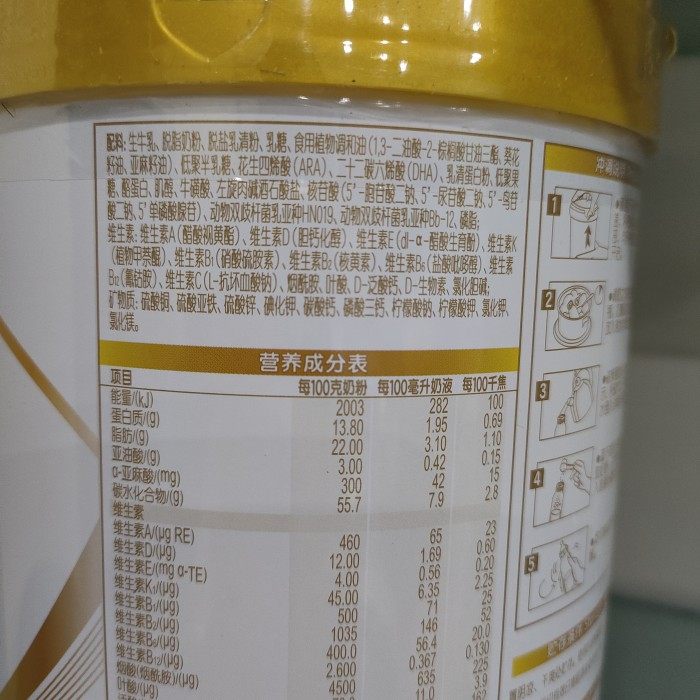 配料：生牛乳、脱脂奶粉、脱盐乳清粉、乳糖、食用植物调和油（1,3-二油酸-2-棕榈酸甘油三酯、葵花
籽油、亚麻籽油）、低聚半乳糖、花生四烯酸（ARA）、二十二碳六烯酸（DHA）、乳清蛋白粉、低聚果
糖、酪蛋白、肌醇、牛磺酸、左旋肉碱酒石酸盐、核苷酸（5'-胞苷酸二钠、5'-尿苷酸二钠、5'-鸟苷
酸二钠、5'单磷酸腺苷）、动物双歧杆菌乳亚种HN019、动物双歧杆菌乳亚种Bb-12、磷脂；
维生素：维生素A（醋酸视黄酯）、维生素D（胆钙化醇）、维生素E（dl-α-醋酸生育酚）、维生素K
（植物甲萘醌）、维生素B₁（硝酸硫胺素）、维生素B₂（核黄素）、维生素B₆（盐酸吡哆醇）、维生素
B₁₂（氰钴胺）、维生素C（L-抗坏血酸钠）、烟酰胺、叶酸、D-泛酸钙、D-生物素、氯化胆碱；
矿物质：硫酸铜、硫酸亚铁、硫酸锌、碘化钾、碳酸钙、磷酸三钙、柠檬酸钠、柠檬酸钾、氯化钾、
氯化镁。
营养成分表
项目 每100克奶粉 每100毫升奶液 每100千焦
能量/(kJ) 2003 282 100
蛋白质/(g) 13.80 1.95 0.69
脂肪/(g) 22.00 3.10 1.10
亚油酸/(g) 3.00 0.42 0.15
α-亚麻酸/(mg) 300 42 15
碳水化合物/(g) 55.7 7.9 2.8
维生素
维生素A/(μg RE) 460 65 23
维生素D/(μg) 12.00 1.69 0.60
维生素E/(mg α-TE) 4.00 0.56 0.20
维生素K₁/(μg) 45.00 6.35 2.25
维生素B₁/(μg) 500 71 25
维生素B₂/(μg) 1035 146 52
维生素B₆/(μg) 400.0 56.4 20.0
维生素B₁₂/(μg) 2.600 0.367 0.130
烟酸(烟酰胺)/(μg) 4500 635 225
叶酸/(μg) 11.0 3.9
1
2
3
4
5